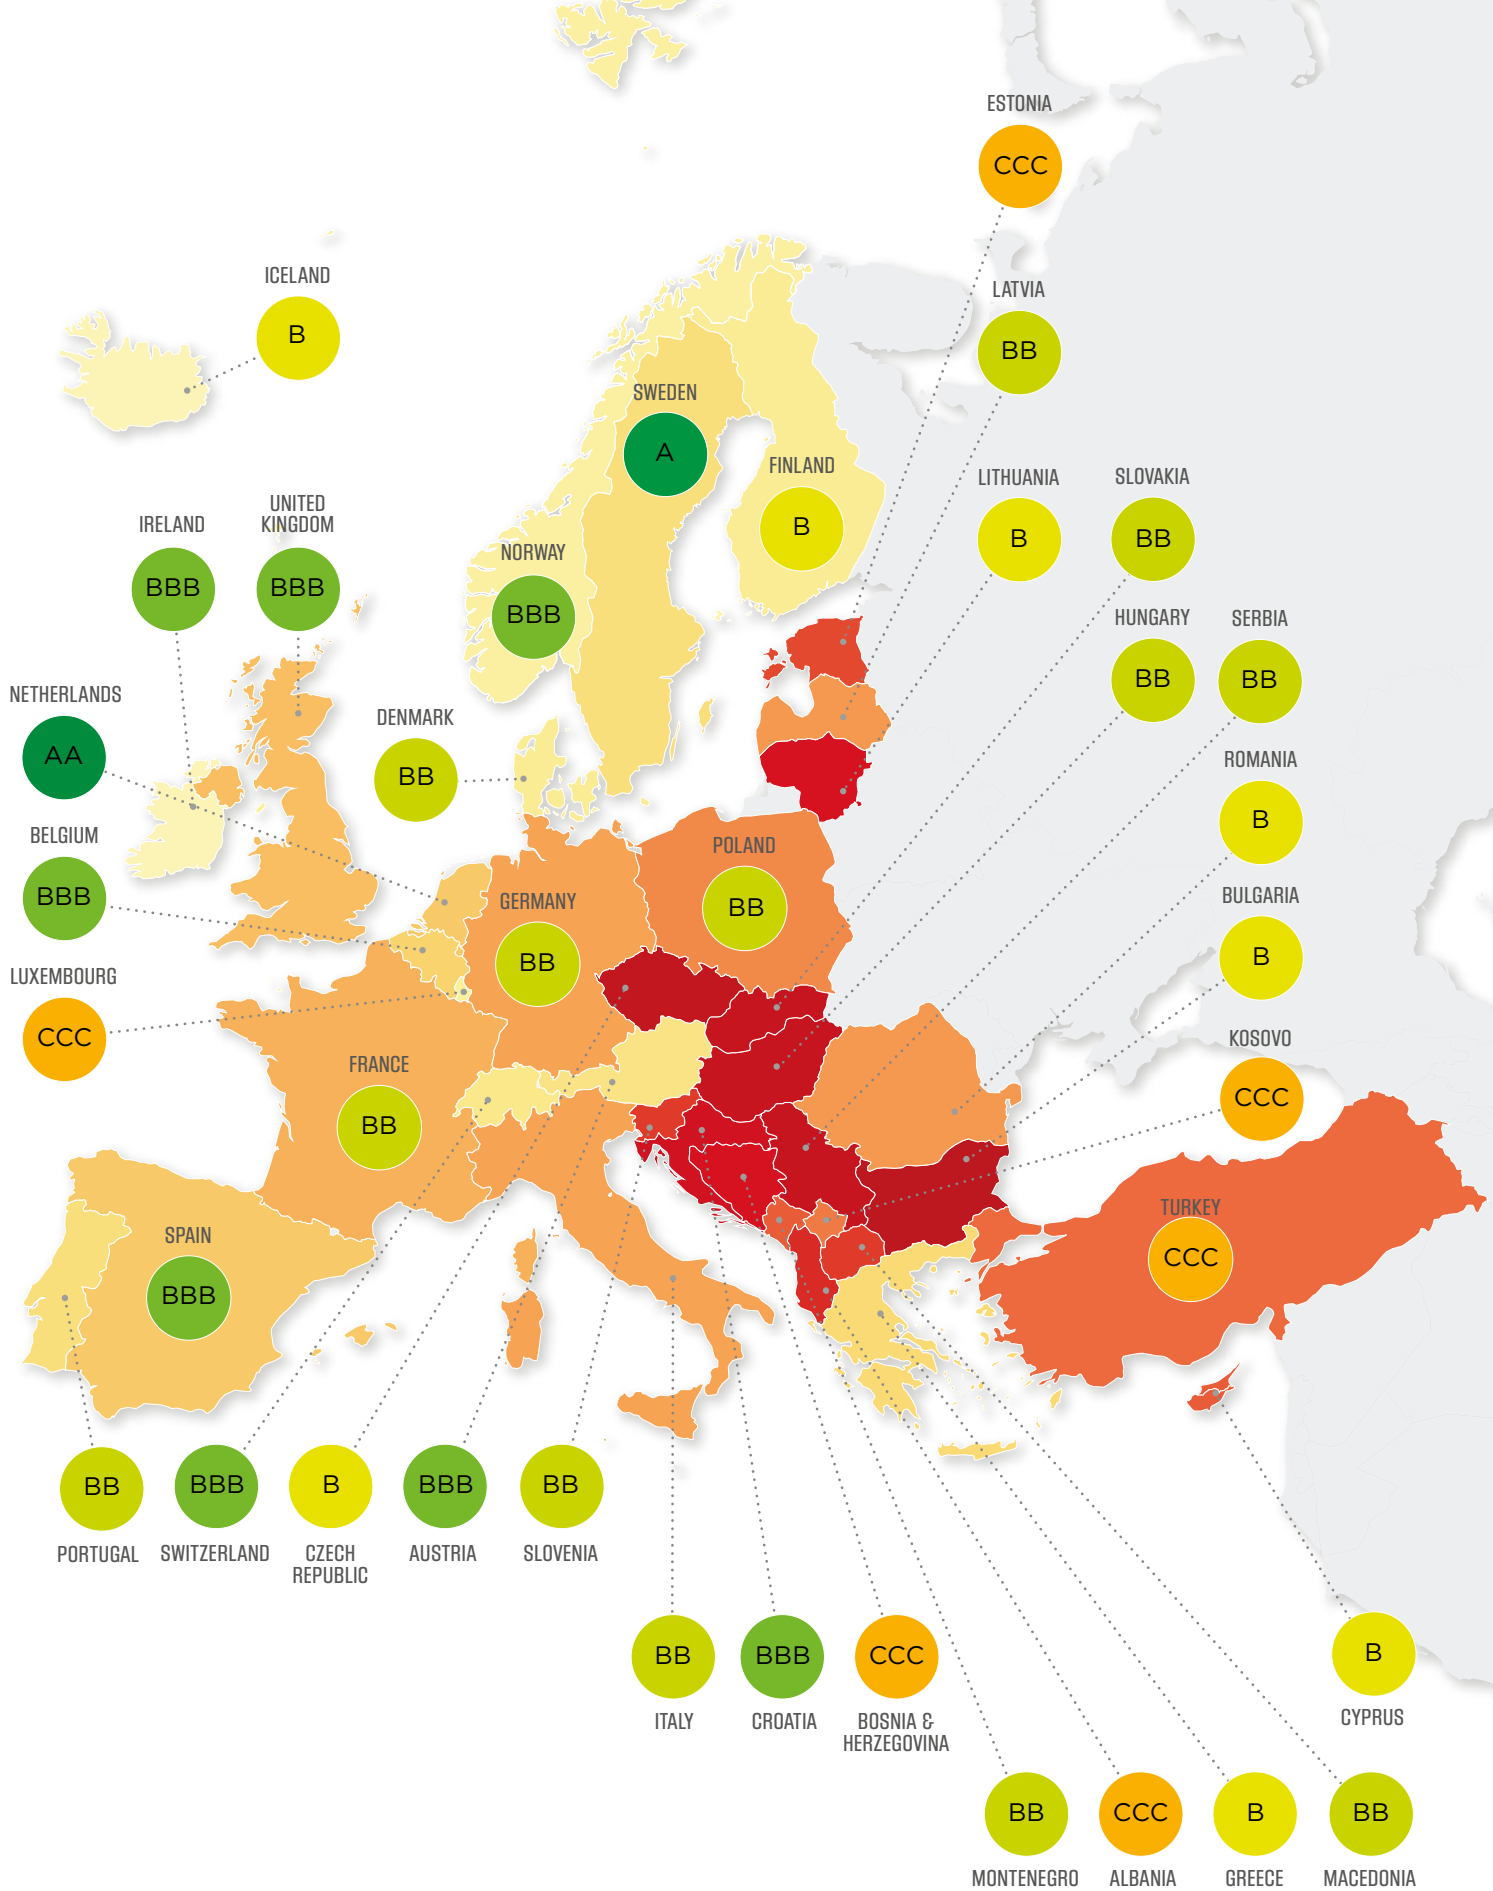 ESTONIA
CCC
ICELAND
B
LATVIA
BB
SWEDEN
A
FINLAND
B
LITHUANIA
B
SLOVAKIA
BB
IRELAND
BBB
UNITED
KINGDOM
BBB
NORWAY
BBB
HUNGARY
BB
SERBIA
BB
NETHERLANDS
AA
DENMARK
BB
ROMANIA
B
BELGIUM
BBB
POLAND
BB
GERMANY
BB
BULGARIA
B
LUXEMBOURG
CCC
FRANCE
BB
KOSOVO
CCC
SPAIN
BBB
TURKEY
CCC
BB
PORTUGAL
BBB
SWITZERLAND
B
CZECH
REPUBLIC
BBB
AUSTRIA
BB
SLOVENIA
BB
ITALY
BBB
CROATIA
CCC
BOSNIA &
HERZEGOVINA
B
CYPRUS
BB
MONTENEGRO
CCC
ALBANIA
B
GREECE
BB
MACEDONIA